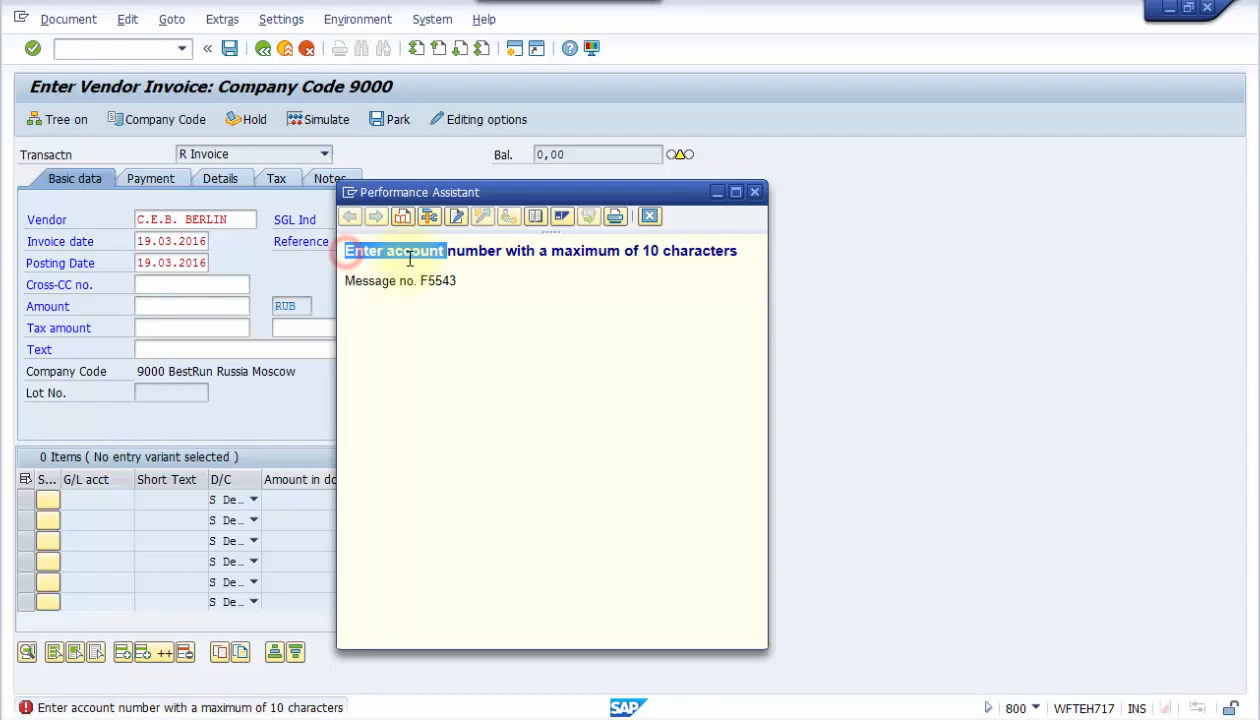 Document Edit Goto Extras Settings Environment System Help
Enter Vendor Invoice: Company Code 9000
Tree on Company Code Hold Simulate Park Editing options
Transactn R Invoice Bal. 0,00
Basic data Payment Details Tax Notes
Performance Assistant
Vendor C.E.B. BERLIN SGL Ind
Invoice date 19.03.2016 Reference
Enter account number with a maximum of 10 characters
Posting Date 19.03.2016
Message no. F5543
Cross-CC no.
Amount RUB
Tax amount
Text
Company Code 9000 BestRun Russia Moscow
Lot No.
0 Items ( No entry variant selected )
S... G/L acct Short Text D/C Amount in
S De...
S De...
S De...
S De...
S De...
S De...
Enter account number with a maximum of 10 characters SAP 800 WFTEH717 INS